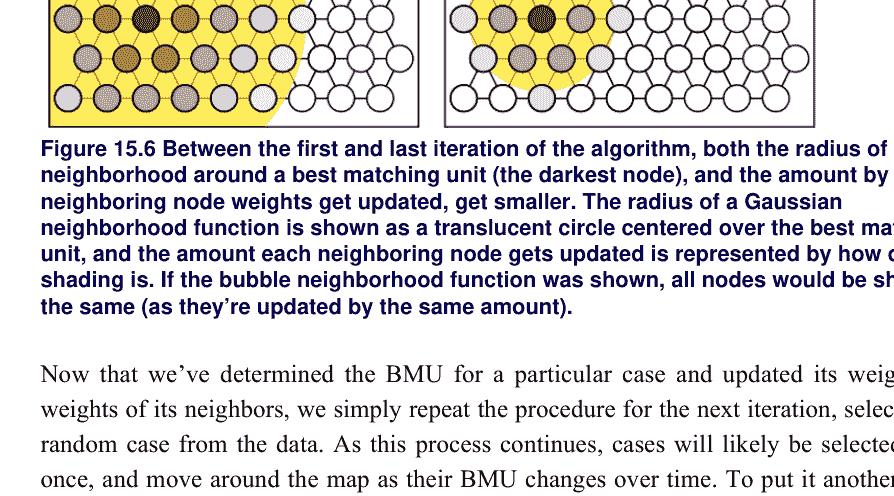 Figure 15.6 Between the first and last iteration of the algorithm, both the radius of
neighborhood around a best matching unit (the darkest node), and the amount by
neighboring node weights get updated, get smaller. The radius of a Gaussian
neighborhood function is shown as a translucent circle centered over the best
unit, and the amount each neighboring node gets updated is represented by how
shading is. If the bubble neighborhood function was shown, all nodes would be
the same (as they’re updated by the same amount).
Now that we’ve determined the BMU for a particular case and updated its
weights of its neighbors, we simply repeat the procedure for the next iteration,
random case from the data. As this process continues, cases will likely be
once, and move around the map as their BMU changes over time. To put it another